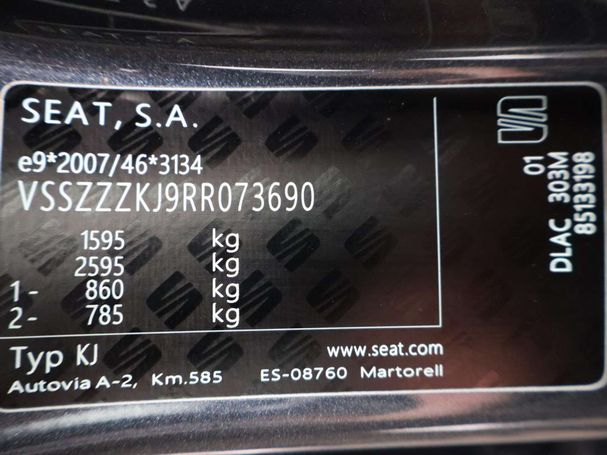 SEAT, S.A.
e9*2007/46*3134
VSSZZZKJ9RR073690
1595 kg
2595 kg
1- 860 kg
2- 785 kg
Typ KJ
www.seat.com
Autovia A-2, Km.585 ES-08760 Martorell
01
DLAC 303M
85133198